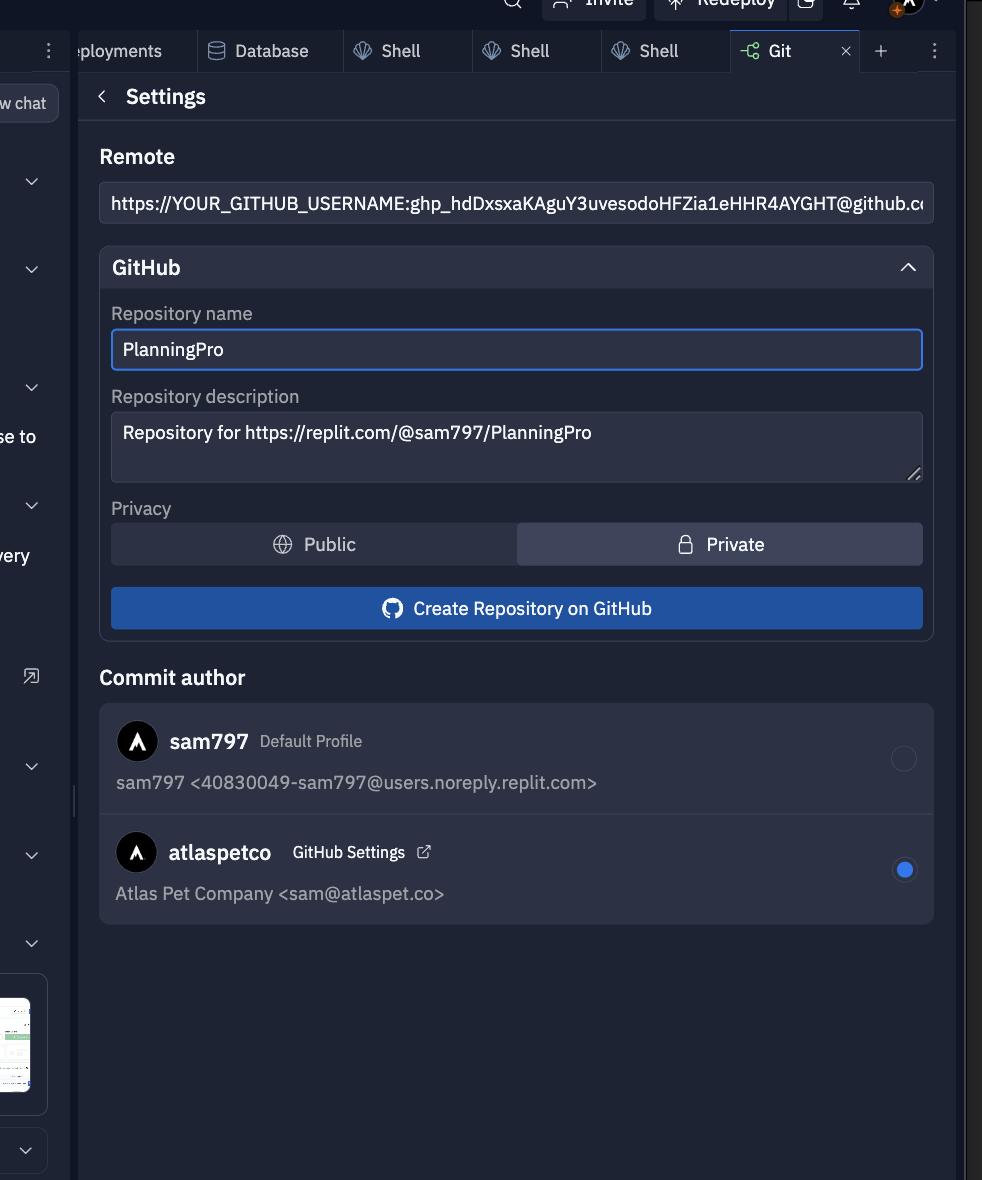 Invite
Redeploy
eployments
Database
Shell
Shell
Shell
Git
w chat
Settings
Remote
https://YOUR_GITHUB_USERNAME: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@github.c
GitHub
Repository name
PlanningPro
Repository description
Repository for https://replit.com/@sam797/PlanningPro
se to
Privacy
Public
Private
very
Create Repository on GitHub
Commit author
sam797 Default Profile
sam797 <40830049-sam797@users.noreply.replit.com>
atlaspetco GitHub Settings
Atlas Pet Company <sam@atlaspet.co>